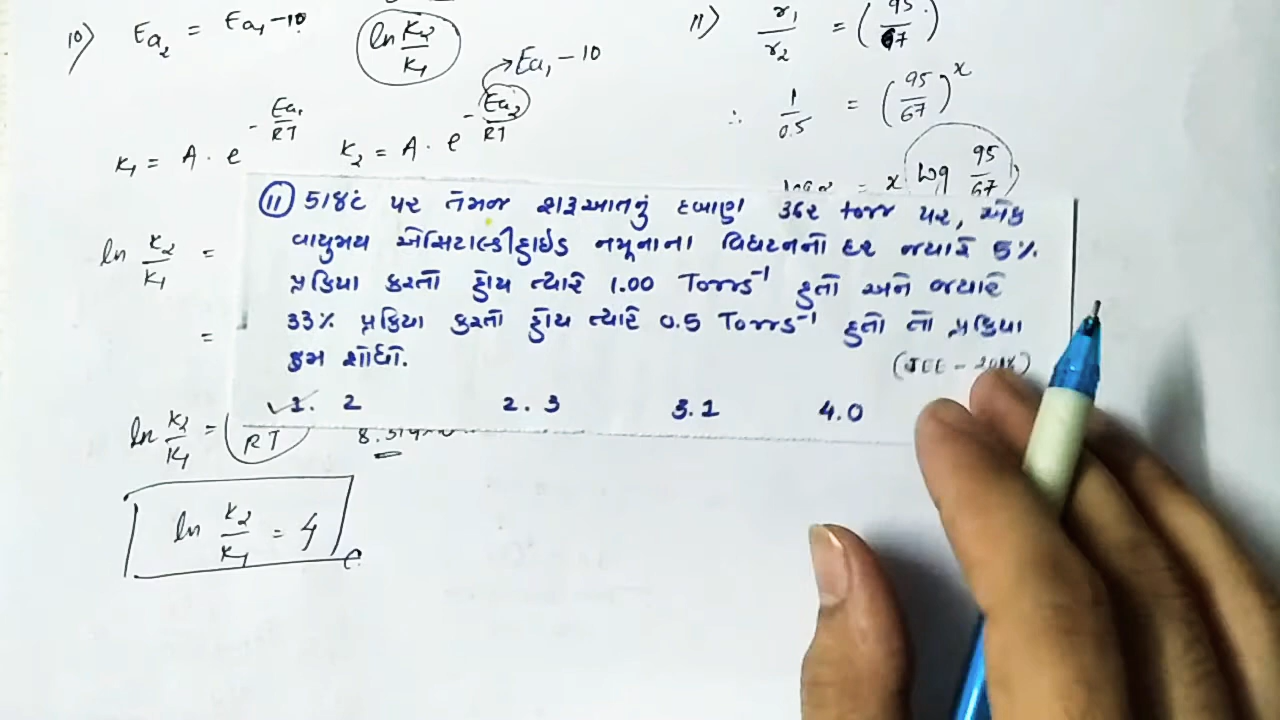 10) Ea₂ = Ea₁ -10
ln K₂/K₁
→ Ea₁ - 10
K₁ = A · e^(-Ea₁/RT)
K₂ = A · e^(-Ea₂/RT)
11) r₁/r₂ = (95/67)
∴ 1/0.5 = (95/67)^x
= x log 95/67
(11) 518℃ પર તેમજ શરૂઆતનું દબાણ 362 torr પર, એક
વાયુમય એસિટાલ્ડીહાઇડ નમૂનાના વિઘટનનો દર જ્યારે 5%
પ્રક્રિયા કરતો હોય ત્યારે 1.00 Torrs⁻¹ હતો અને જ્યારે
33% પ્રક્રિયા કરતો હોય ત્યારે 0.5 Torrs⁻¹ હતો તો પ્રક્રિયા
ક્રમ શોધો.
1. 2 2. 3 3. 1 4. 0
ln K₂/K₁ =
=
ln K₂/K₁ = RT
ln K₂/K₁ = 4